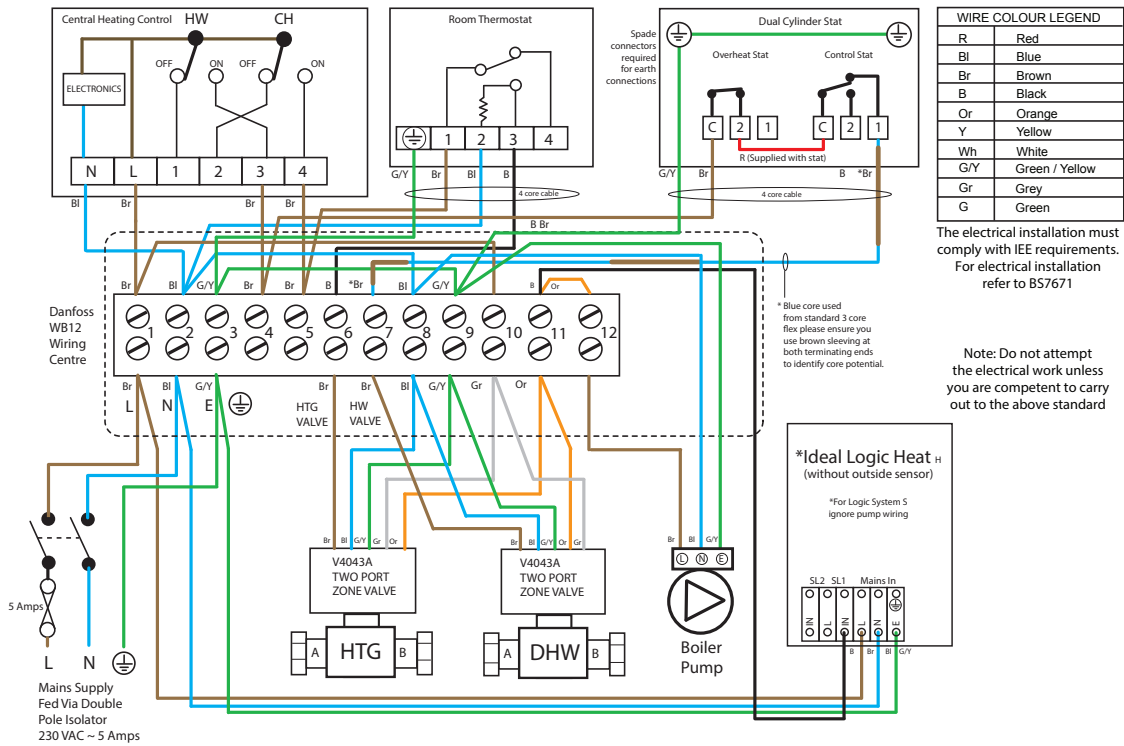 Central Heating Control
HW
CH
OFF
ON
OFF
ON
ELECTRONICS
N
L
1
2
3
4
Bl
Br
Br
Br
Room Thermostat
1
2
3
4
G/Y
Br
Bl
B
4 core cable
Spade
connectors
required
for earth
connections
Dual Cylinder Stat
Overheat Stat
Control Stat
C
2
1
C
2
1
R (Supplied with stat)
G/Y
Br
B
*Br
4 core cable
B Br
WIRE COLOUR LEGEND
R Red
Bl Blue
Br Brown
B Black
Or Orange
Y Yellow
Wh White
G/Y Green / Yellow
Gr Grey
G Green
The electrical installation must
comply with IEE requirements.
For electrical installation
refer to BS7671
Note: Do not attempt
the electrical work unless
you are competent to carry
out to the above standard
* Blue core used
from standard 3 core
flex please ensure you
use brown sleeving at
both terminating ends
to identify core potential.
Danfoss
WB12
Wiring
Centre
Br
Bl
G/Y
Br
Br
B
*Br
Bl
G/Y
B
Or
1
2
3
4
5
6
7
8
9
10
11
12
Br
Bl
G/Y
Br
Br
Bl
G/Y
Gr
Or
L
N
E
HTG
VALVE
HW
VALVE
5 Amps
L
N
Mains Supply
Fed Via Double
Pole Isolator
230 VAC ~ 5 Amps
Br
Bl
G/Y
Gr
Or
V4043A
TWO PORT
ZONE VALVE
A
HTG
B
Br
Bl
G/Y
Or
Gr
V4043A
TWO PORT
ZONE VALVE
A
DHW
B
Br
Bl
G/Y
L
N
E
Boiler
Pump
*Ideal Logic Heat H
(without outside sensor)
*For Logic System S
ignore pump wiring
SL2
SL1
Mains In
IN
L
IN
L
N
E
B
Br
Bl
G/Y